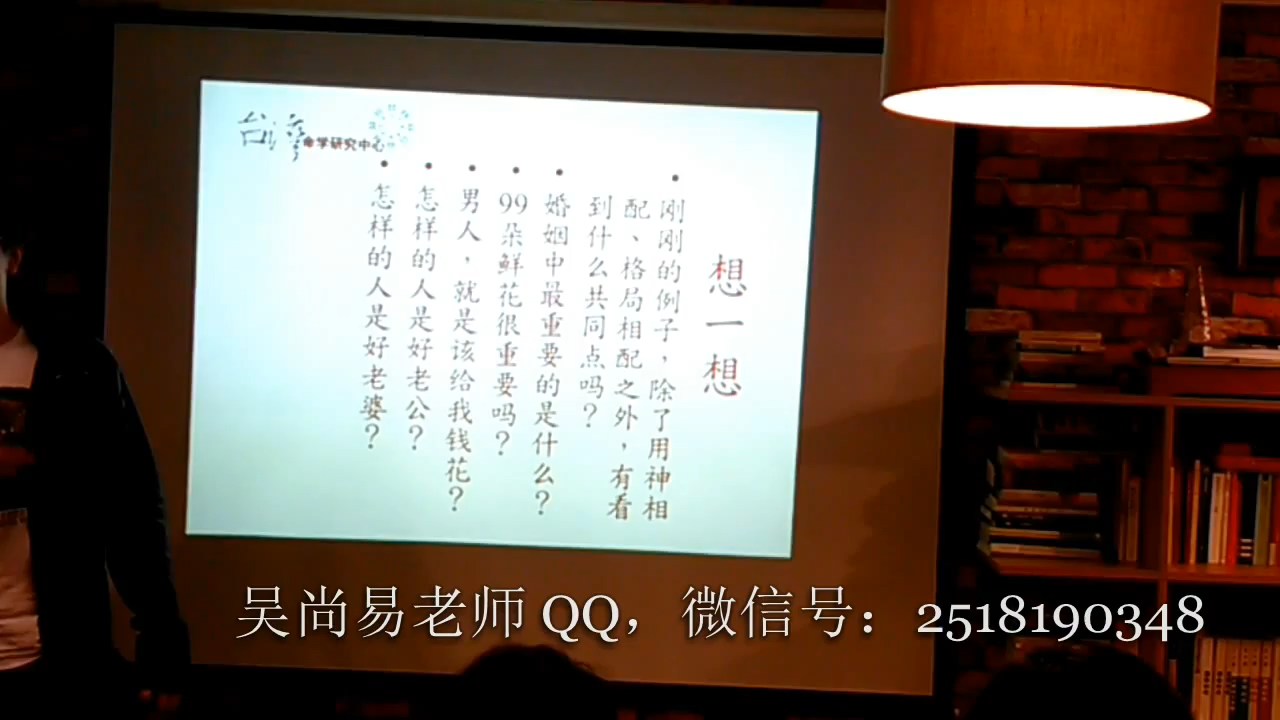 台湾命学研究中心
想一想
• 刚刚的例子，除了用神相
配、格局相配之外，有看
到什么共同点吗？
• 婚姻中最重要的是什么？
• 99朵鲜花很重要吗？
• 男人，就是该给我钱花？
• 怎样的人是好老公？
• 怎样的人是好老婆？
吴尚易老师 QQ，微信号：2518190348